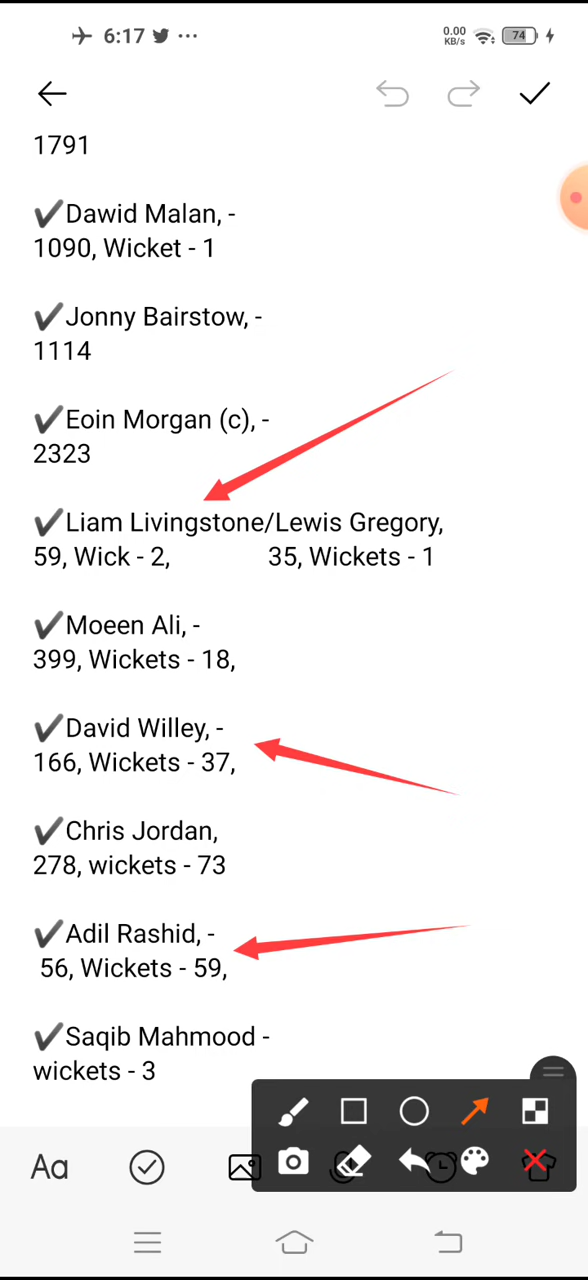 6:17
0.00
KB/s
74
1791
✔Dawid Malan, -
1090, Wicket - 1
✔Jonny Bairstow, -
1114
✔Eoin Morgan (c), -
2323
✔Liam Livingstone/Lewis Gregory,
59, Wick - 2, 35, Wickets - 1
✔Moeen Ali, -
399, Wickets - 18,
✔David Willey, -
166, Wickets - 37,
✔Chris Jordan,
278, wickets - 73
✔Adil Rashid, -
56, Wickets - 59,
✔Saqib Mahmood -
wickets - 3
Aa